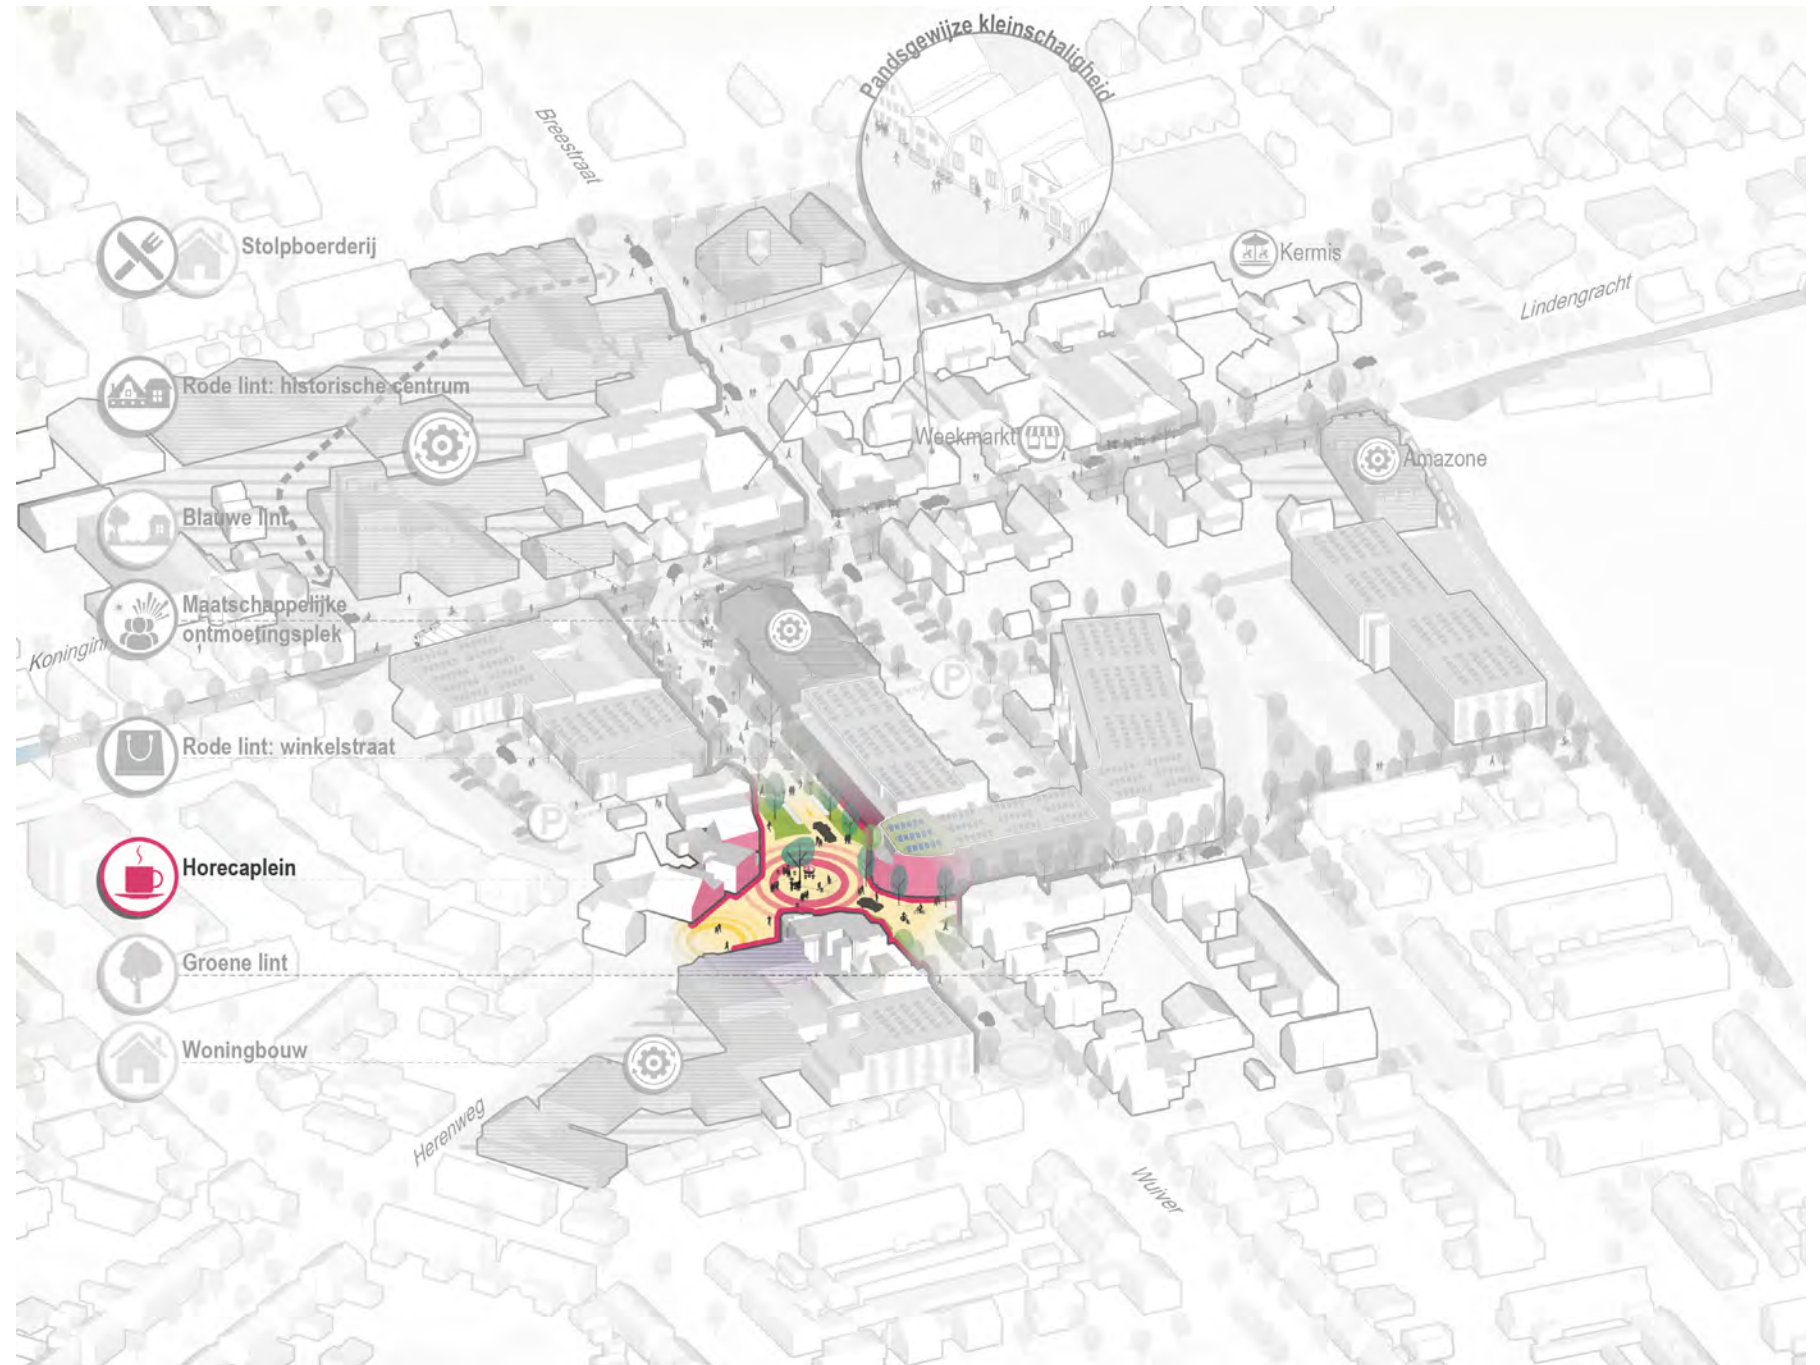 Pandsgewijze kleinschaligheid
Breestraat
Stolpboerderij
Kermis
Lindengracht
Rode lint: historische centrum
Weekmarkt
Amazone
Blauwe lint
Maatschappelijke
ontmoetingsplek
P
Rode lint: winkelstraat
P
Horecaplein
Groene lint
Woningbouw
Herenweg
Wuiver